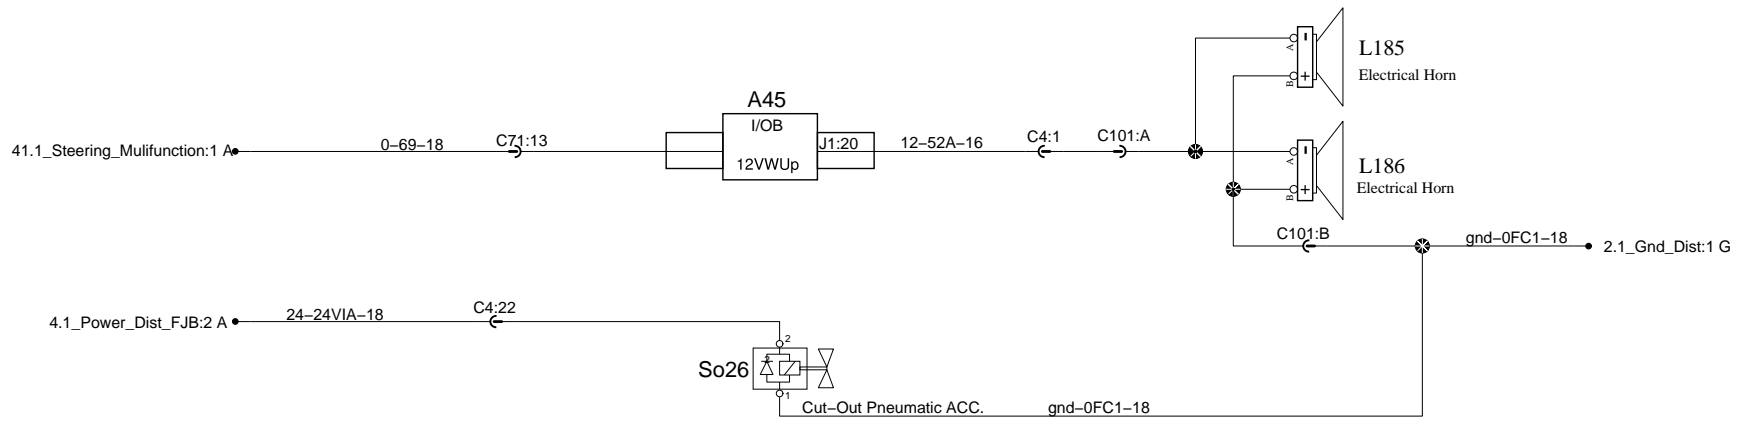 L185
Electrical Horn
A
-
B
+
A45
I/OB
12VWUp
J1:20
41.1_Steering_Mulifunction:1 A
0-69-18
C71:13
12-52A-16
C4:1
C101:A
L186
Electrical Horn
A
-
B
+
C101:B
gnd-0FC1-18
2.1_Gnd_Dist:1 G
4.1_Power_Dist_FJB:2 A
24-24VIA-18
C4:22
2
So26
1
Cut-Out Pneumatic ACC.
gnd-0FC1-18